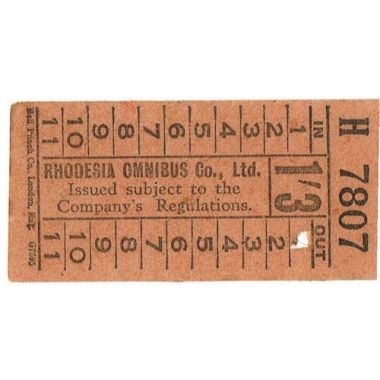 H 7807
IN 1 2 3 4 5 6 7 8 9 10 11
RHODESIA OMNIBUS Co., Ltd.
Issued subject to the
Company's Regulations.
1/3
OUT 2 3 4 5 6 7 8 9 10 11
Bell Punch Co., London, Eng.